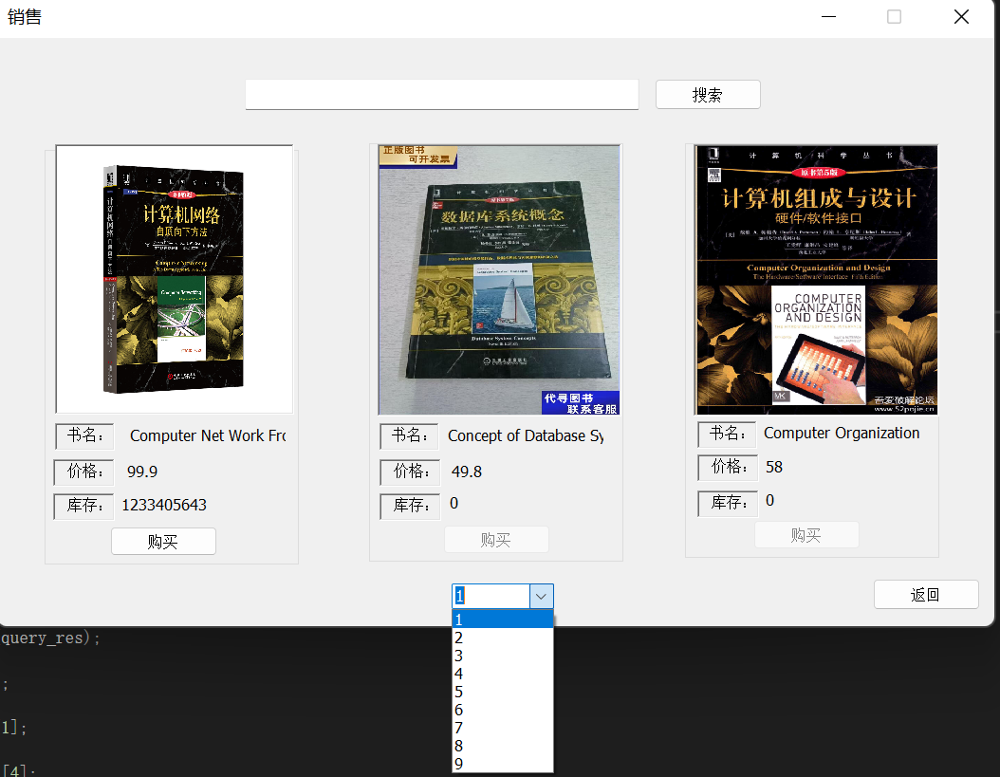 销售
搜索
计算机网络
自顶向下方法
Computer Networking
正版图书
可开发票
数据库系统概念
Database System Concepts
代寻图书
联系客服
计 算 机 科 学 丛 书
原书第5版
计算机组成与设计
硬件/软件接口
Computer Organization and Design
The Hardware/Software Interface Fifth Edition
COMPUTER
ORGANIZATION
AND DESIGN
MK
吾爱破解论坛
www.52pojie.cn
书名： Computer Net Work Fro
价格： 99.9
库存： 1233405643
购买
书名： Concept of Database Sy
价格： 49.8
库存： 0
购买
书名： Computer Organization
价格： 58
库存： 0
购买
1
返回
1
2
3
4
5
6
7
8
9
query_res);
;
1];
[4];